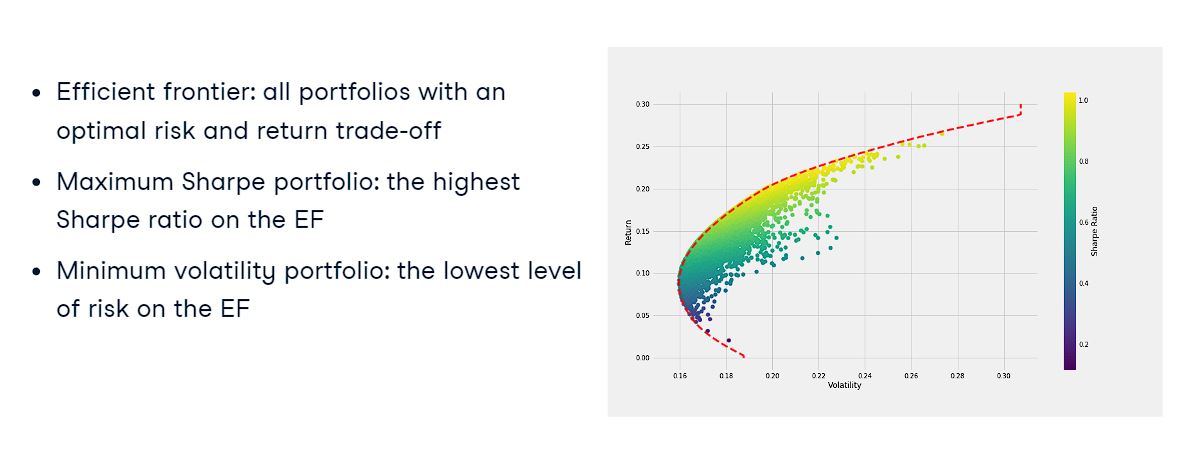 • Efficient frontier: all portfolios with an
optimal risk and return trade-off
• Maximum Sharpe portfolio: the highest
Sharpe ratio on the EF
• Minimum volatility portfolio: the lowest level
of risk on the EF
0.30
0.25
0.20
0.15
0.10
0.05
0.00
Return
0.16 0.18 0.20 0.22 0.24 0.26 0.28 0.30
Volatility
1.0
0.8
0.6
0.4
0.2
Sharpe Ratio